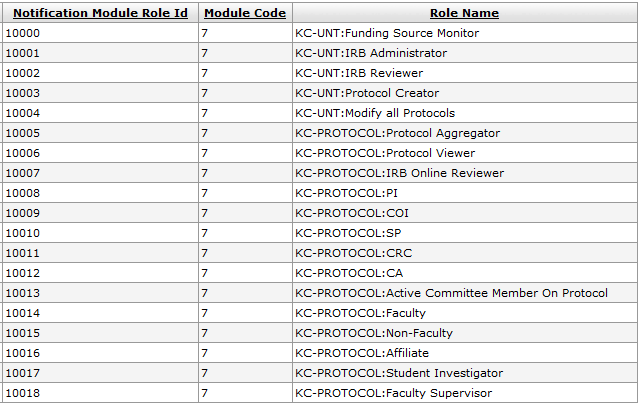 Notification Module Role Id Module Code Role Name
10000 7 KC-UNT:Funding Source Monitor
10001 7 KC-UNT:IRB Administrator
10002 7 KC-UNT:IRB Reviewer
10003 7 KC-UNT:Protocol Creator
10004 7 KC-UNT:Modify all Protocols
10005 7 KC-PROTOCOL:Protocol Aggregator
10006 7 KC-PROTOCOL:Protocol Viewer
10007 7 KC-PROTOCOL:IRB Online Reviewer
10008 7 KC-PROTOCOL:PI
10009 7 KC-PROTOCOL:COI
10010 7 KC-PROTOCOL:SP
10011 7 KC-PROTOCOL:CRC
10012 7 KC-PROTOCOL:CA
10013 7 KC-PROTOCOL:Active Committee Member On Protocol
10014 7 KC-PROTOCOL:Faculty
10015 7 KC-PROTOCOL:Non-Faculty
10016 7 KC-PROTOCOL:Affiliate
10017 7 KC-PROTOCOL:Student Investigator
10018 7 KC-PROTOCOL:Faculty Supervisor